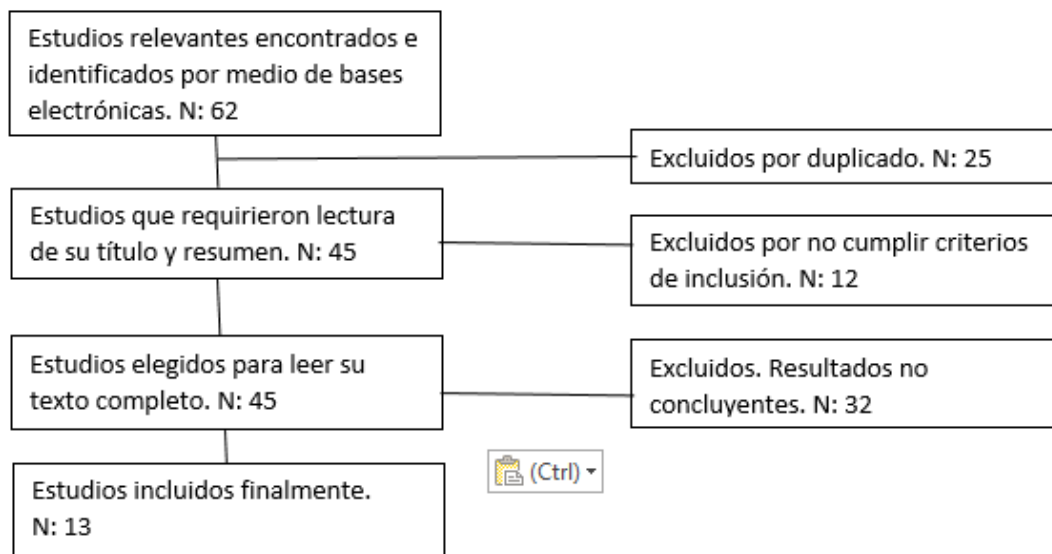 Estudios relevantes encontrados e
identificados por medio de bases
electrónicas. N: 62
Excluidos por duplicado. N: 25
Estudios que requirieron lectura
de su título y resumen. N: 45
Excluidos por no cumplir criterios
de inclusión. N: 12
Estudios elegidos para leer su
texto completo. N: 45
Excluidos. Resultados no
concluyentes. N: 32
(Ctrl)
Estudios incluidos finalmente.
N: 13